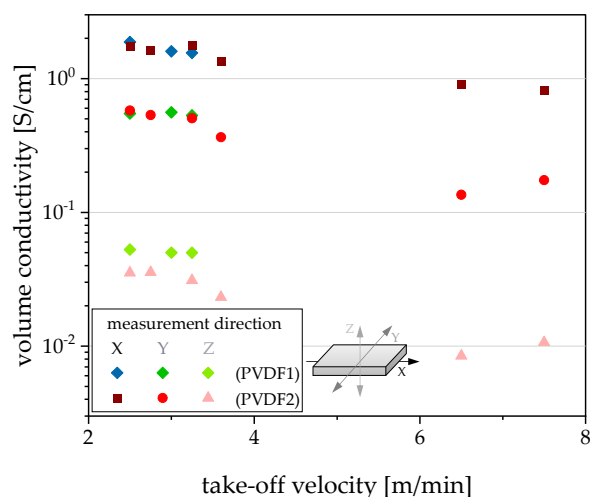 volume conductivity [S/cm]
10⁰
10⁻¹
10⁻²
measurement direction
X Y Z
(PVDF1)
(PVDF2)
Z
Y
X
2 4 6 8
take-off velocity [m/min]